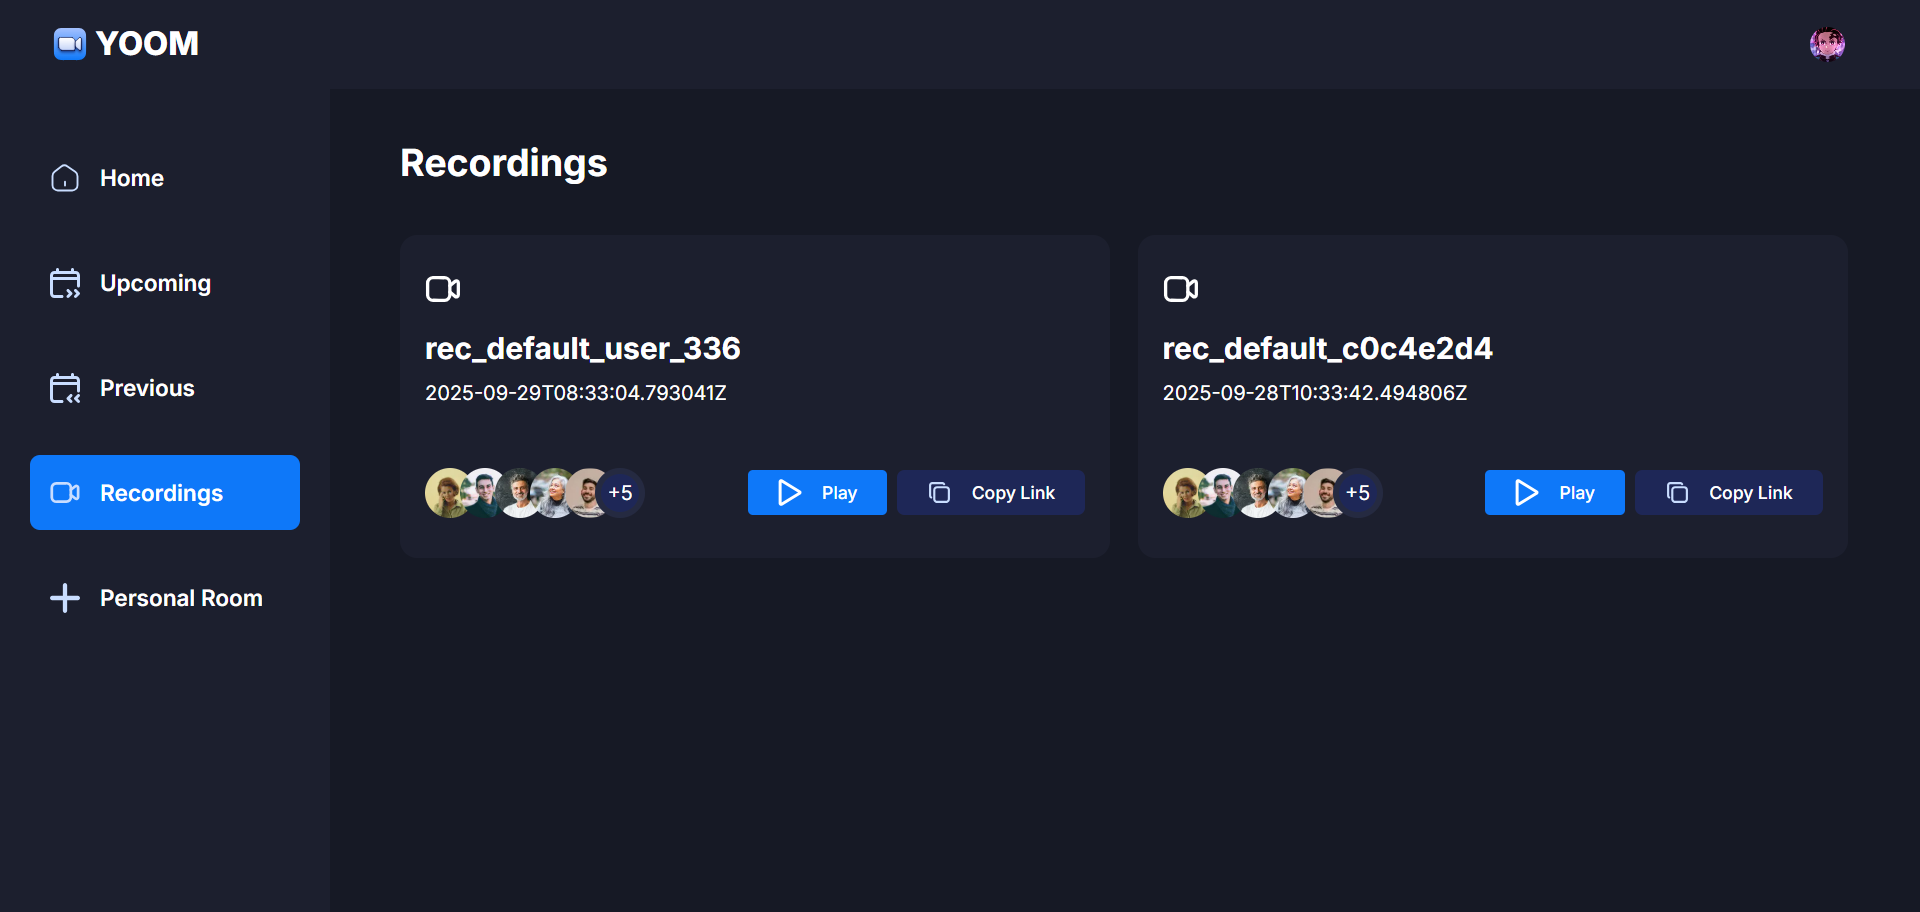 YOOM
Home
Upcoming
Previous
Recordings
Personal Room
Recordings
rec_default_user_336
2025-09-29T08:33:04.793041Z
+5
Play
Copy Link
rec_default_c0c4e2d4
2025-09-28T10:33:42.494806Z
+5
Play
Copy Link